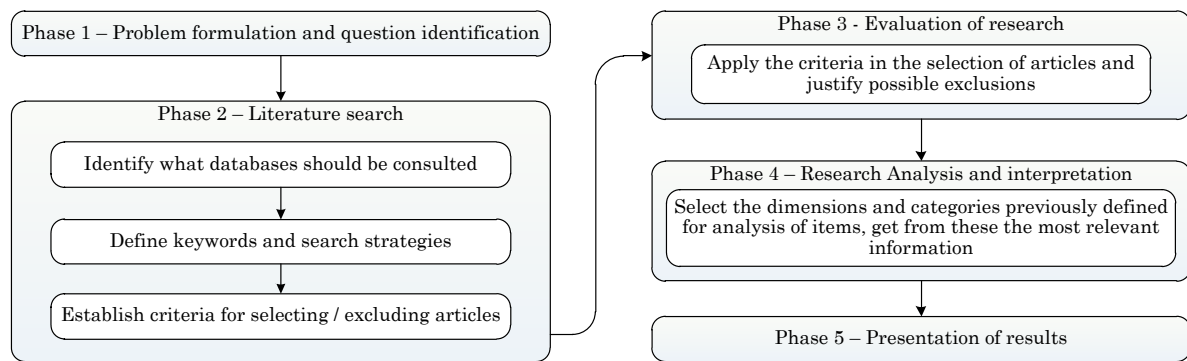 Phase 1 – Problem formulation and question identification
Phase 2 – Literature search
Identify what databases should be consulted
Define keywords and search strategies
Establish criteria for selecting / excluding articles
Phase 3 - Evaluation of research
Apply the criteria in the selection of articles and
justify possible exclusions
Phase 4 – Research Analysis and interpretation
Select the dimensions and categories previously defined
for analysis of items, get from these the most relevant
information
Phase 5 – Presentation of results